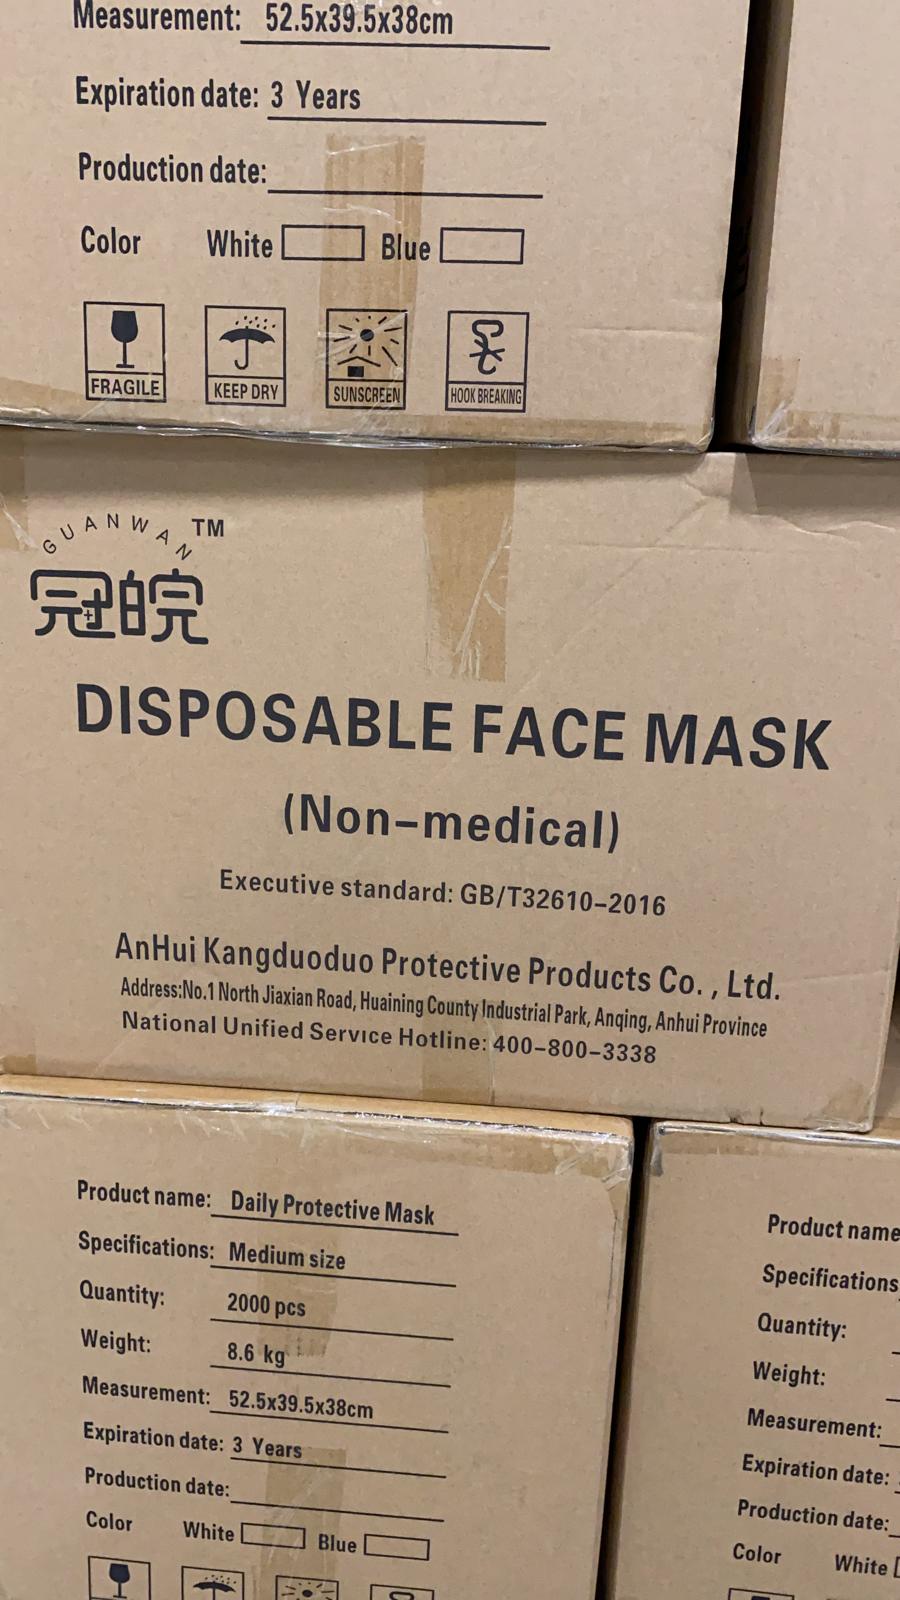 Measurement: 52.5x39.5x38cm
Expiration date: 3 Years
Production date:
Color White Blue
FRAGILE KEEP DRY SUNSCREEN HOOK BREAKING
GUANWAN TM
冠皖
DISPOSABLE FACE MASK
(Non-medical)
Executive standard: GB/T32610-2016
AnHui Kangduoduo Protective Products Co. , Ltd.
Address:No.1 North Jiaxian Road, Huaining County Industrial Park, Anqing, Anhui Province
National Unified Service Hotline: 400-800-3338
Product name: Daily Protective Mask
Specifications: Medium size
Quantity: 2000 pcs
Weight: 8.6 kg
Measurement: 52.5x39.5x38cm
Expiration date: 3 Years
Production date:
Color White Blue
Product name
Specifications
Quantity:
Weight:
Measurement:
Expiration date:
Production date:
Color White